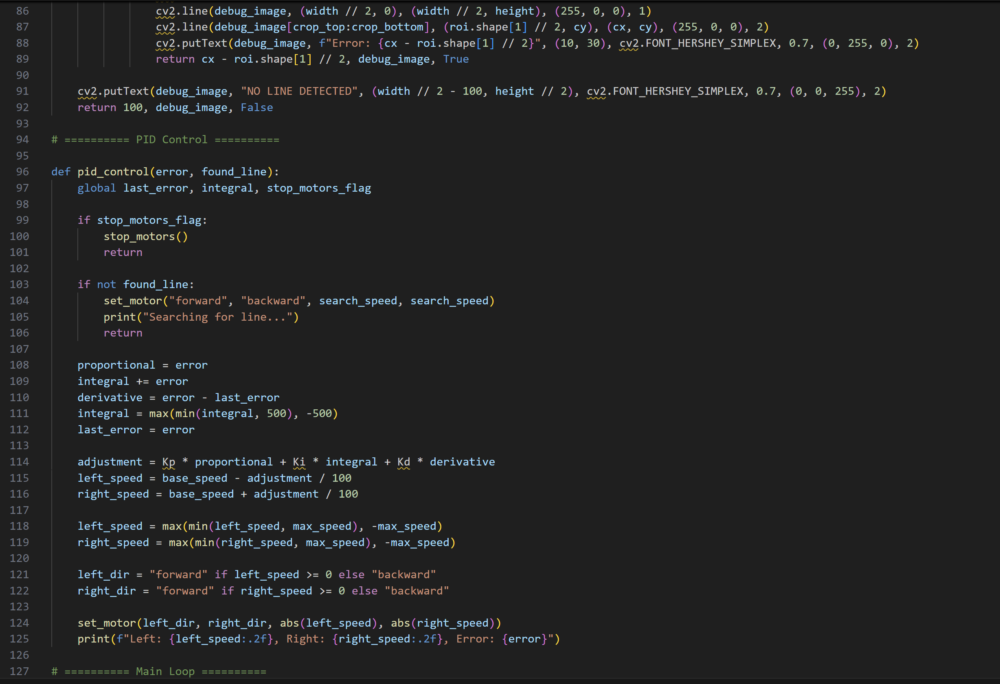 86 cv2.line(debug_image, (width // 2, 0), (width // 2, height), (255, 0, 0), 1)
87 cv2.line(debug_image[crop_top:crop_bottom], (roi.shape[1] // 2, cy), (cx, cy), (255, 0, 0), 2)
88 cv2.putText(debug_image, f"Error: {cx - roi.shape[1] // 2}", (10, 30), cv2.FONT_HERSHEY_SIMPLEX, 0.7, (0, 255, 0), 2)
89 return cx - roi.shape[1] // 2, debug_image, True
90
91 cv2.putText(debug_image, "NO LINE DETECTED", (width // 2 - 100, height // 2), cv2.FONT_HERSHEY_SIMPLEX, 0.7, (0, 0, 255), 2)
92 return 100, debug_image, False
93
94 # ========== PID Control ==========
95
96 def pid_control(error, found_line):
97 global last_error, integral, stop_motors_flag
98
99 if stop_motors_flag:
100 stop_motors()
101 return
102
103 if not found_line:
104 set_motor("forward", "backward", search_speed, search_speed)
105 print("Searching for line...")
106 return
107
108 proportional = error
109 integral += error
110 derivative = error - last_error
111 integral = max(min(integral, 500), -500)
112 last_error = error
113
114 adjustment = Kp * proportional + Ki * integral + Kd * derivative
115 left_speed = base_speed - adjustment / 100
116 right_speed = base_speed + adjustment / 100
117
118 left_speed = max(min(left_speed, max_speed), -max_speed)
119 right_speed = max(min(right_speed, max_speed), -max_speed)
120
121 left_dir = "forward" if left_speed >= 0 else "backward"
122 right_dir = "forward" if right_speed >= 0 else "backward"
123
124 set_motor(left_dir, right_dir, abs(left_speed), abs(right_speed))
125 print(f"Left: {left_speed:.2f}, Right: {right_speed:.2f}, Error: {error}")
126
127 # ========== Main Loop ==========